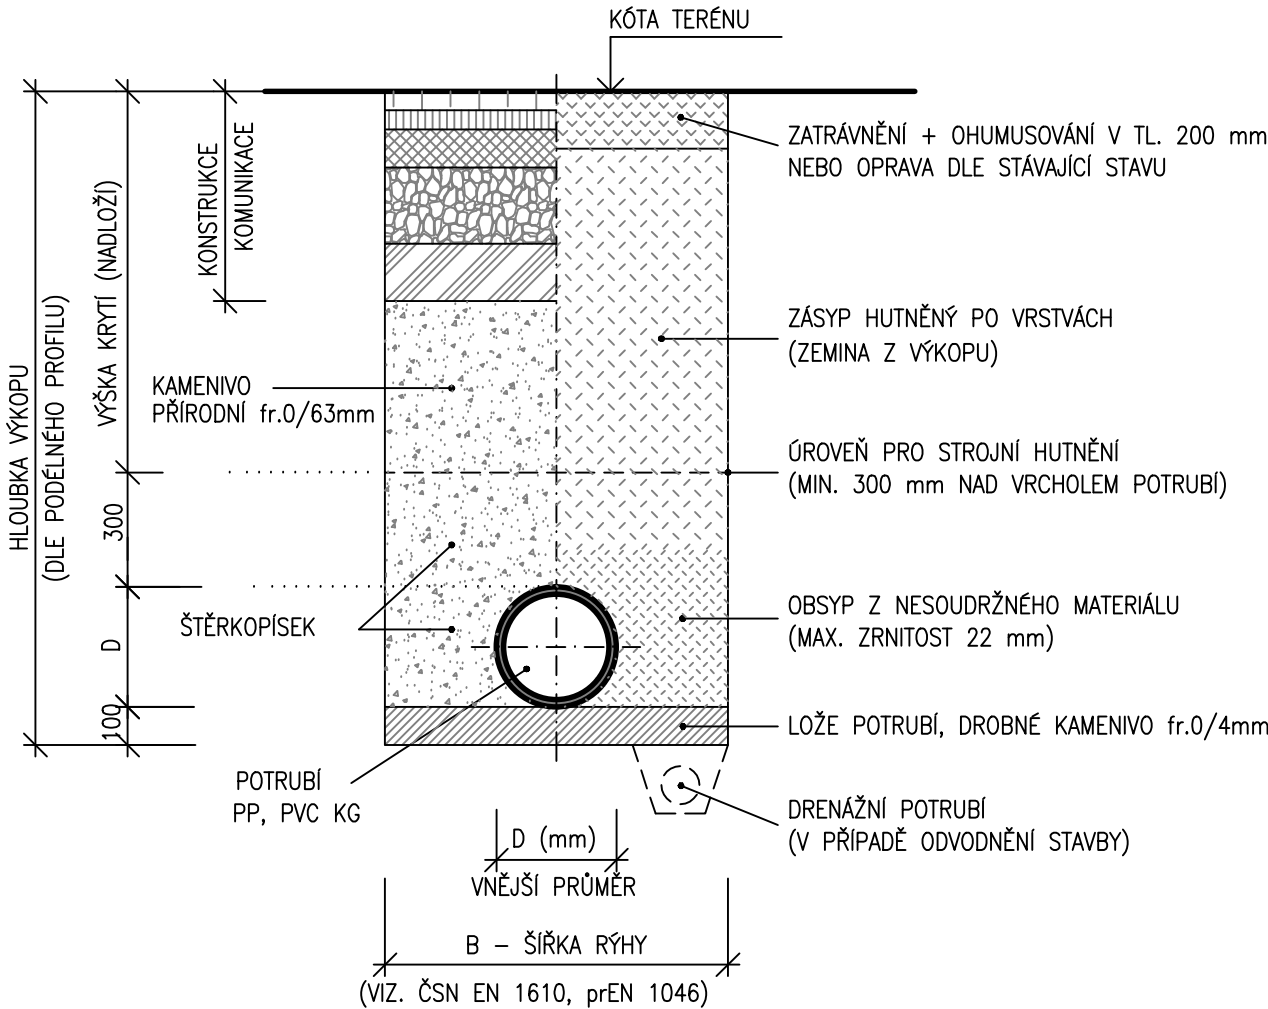 KÓTA TERÉNU
ZATRÁVNĚNÍ + OHUMUSOVÁNÍ V TL. 200 mm
NEBO OPRAVA DLE STÁVAJÍCÍ STAVU
KONSTRUKCE
KOMUNIKACE
VÝŠKA KRYTÍ (NADLOŽÍ)
HLOUBKA VÝKOPU
(DLE PODÉLNÉHO PROFILU)
ZÁSYP HUTNĚNÝ PO VRSTVÁCH
(ZEMINA Z VÝKOPU)
KAMENIVO
PŘÍRODNÍ fr.0/63mm
ÚROVEŇ PRO STROJNÍ HUTNĚNÍ
(MIN. 300 mm NAD VRCHOLEM POTRUBÍ)
300
ŠTĚRKOPÍSEK
OBSYP Z NESOUDRŽNÉHO MATERIÁLU
(MAX. ZRNITOST 22 mm)
D
100
LOŽE POTRUBÍ, DROBNÉ KAMENIVO fr.0/4mm
POTRUBÍ
PP, PVC KG
DRENÁŽNÍ POTRUBÍ
(V PŘÍPADĚ ODVODNĚNÍ STAVBY)
D (mm)
VNĚJŠÍ PRŮMĚR
B – ŠÍŘKA RÝHY
(VIZ. ČSN EN 1610, prEN 1046)